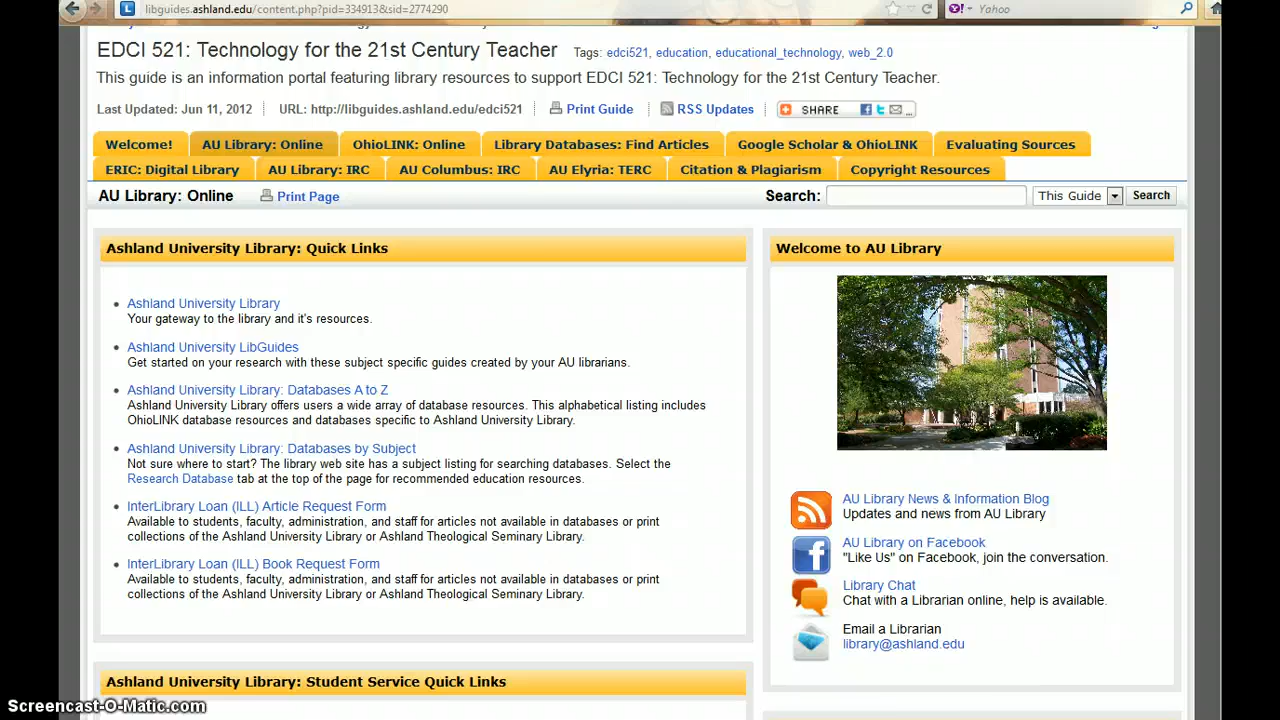 libguides.ashland.edu/content.php?pid=334913&sid=2774290
Yahoo
EDCI 521: Technology for the 21st Century Teacher Tags: edci521, education, educational_technology, web_2.0
This guide is an information portal featuring library resources to support EDCI 521: Technology for the 21st Century Teacher.
Last Updated: Jun 11, 2012 URL: http://libguides.ashland.edu/edci521 Print Guide RSS Updates SHARE ...
Welcome! AU Library: Online OhioLINK: Online Library Databases: Find Articles Google Scholar & OhioLINK Evaluating Sources
ERIC: Digital Library AU Library: IRC AU Columbus: IRC AU Elyria: TERC Citation & Plagiarism Copyright Resources
AU Library: Online Print Page Search: This Guide Search
Ashland University Library: Quick Links
Ashland University Library
Your gateway to the library and it's resources.
Ashland University LibGuides
Get started on your research with these subject specific guides created by your AU librarians.
Ashland University Library: Databases A to Z
Ashland University Library offers users a wide array of database resources. This alphabetical listing includes
OhioLINK database resources and databases specific to Ashland University Library.
Ashland University Library: Databases by Subject
Not sure where to start? The library web site has a subject listing for searching databases. Select the
Research Database tab at the top of the page for recommended education resources.
InterLibrary Loan (ILL) Article Request Form
Available to students, faculty, administration, and staff for articles not available in databases or print
collections of the Ashland University Library or Ashland Theological Seminary Library.
InterLibrary Loan (ILL) Book Request Form
Available to students, faculty, administration, and staff for articles not available in databases or print
collections of the Ashland University Library or Ashland Theological Seminary Library.
Welcome to AU Library
AU Library News & Information Blog
Updates and news from AU Library
AU Library on Facebook
"Like Us" on Facebook, join the conversation.
Library Chat
Chat with a Librarian online, help is available.
Email a Librarian
library@ashland.edu
Ashland University Library: Student Service Quick Links
Screencast-O-Matic.com